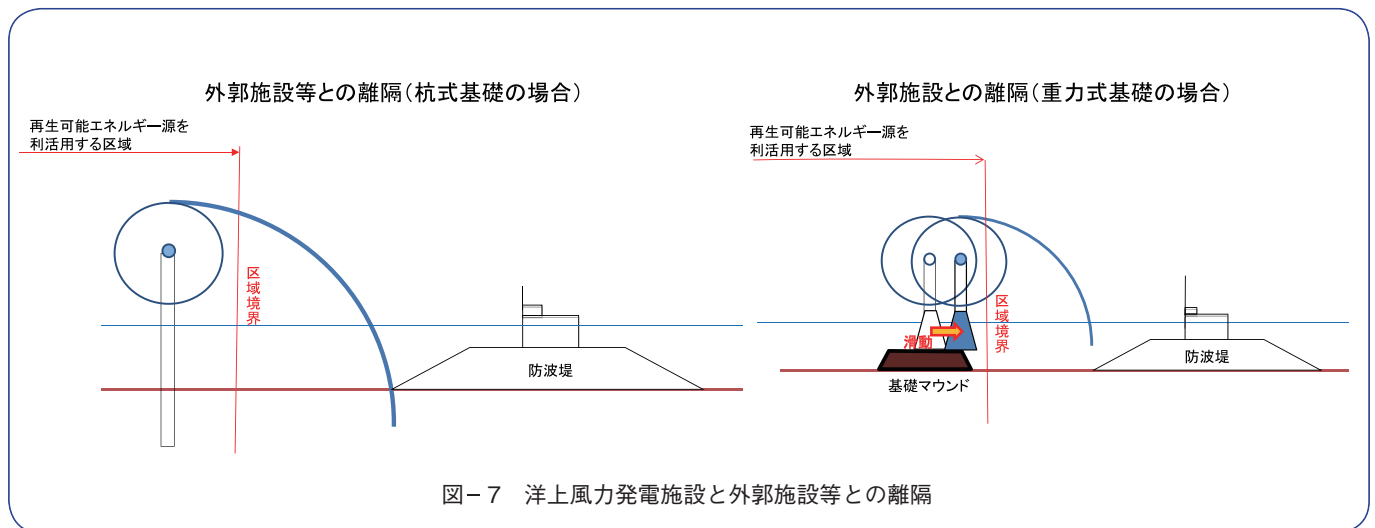 外郭施設等との離隔(杭式基礎の場合)
再生可能エネルギー源を
利活用する区域
区域境界
防波堤
外郭施設との離隔(重力式基礎の場合)
再生可能エネルギー源を
利活用する区域
区域境界
滑動
防波堤
基礎マウンド
図-7 洋上風力発電施設と外郭施設等との離隔